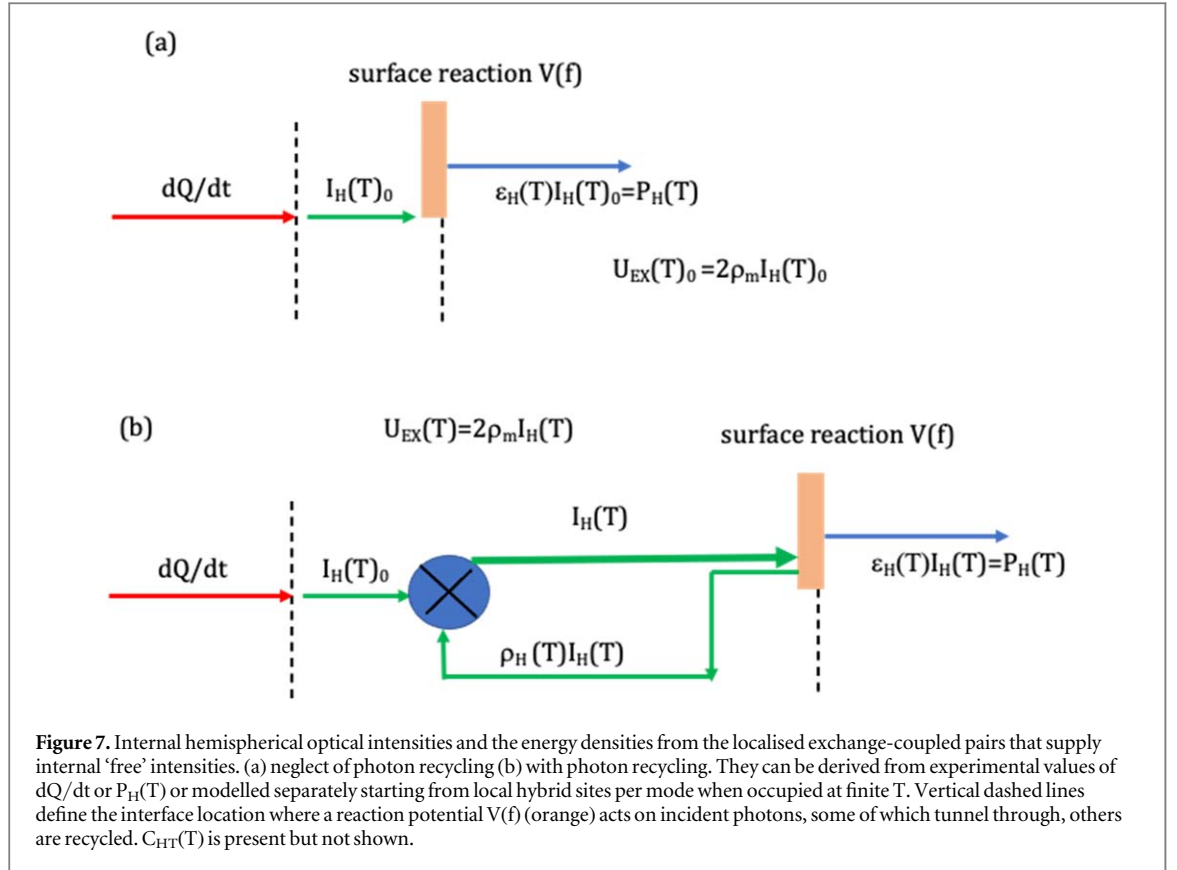 (a)
surface reaction V(f)
dQ/dt
I_H(T)_0
ε_H(T)I_H(T)_0=P_H(T)
U_EX(T)_0 =2ρ_mI_H(T)_0
(b)
U_EX(T)=2ρ_mI_H(T)
surface reaction V(f)
I_H(T)
dQ/dt
I_H(T)_0
ε_H(T)I_H(T)=P_H(T)
ρ_H (T)I_H(T)
Figure 7. Internal hemispherical optical intensities and the energy densities from the localised exchange-coupled pairs that supply
internal ‘free’ intensities. (a) neglect of photon recycling (b) with photon recycling. They can be derived from experimental values of
dQ/dt or P_H(T) or modelled separately starting from local hybrid sites per mode when occupied at finite T. Vertical dashed lines
define the interface location where a reaction potential V(f) (orange) acts on incident photons, some of which tunnel through, others
are recycled. C_HT(T) is present but not shown.